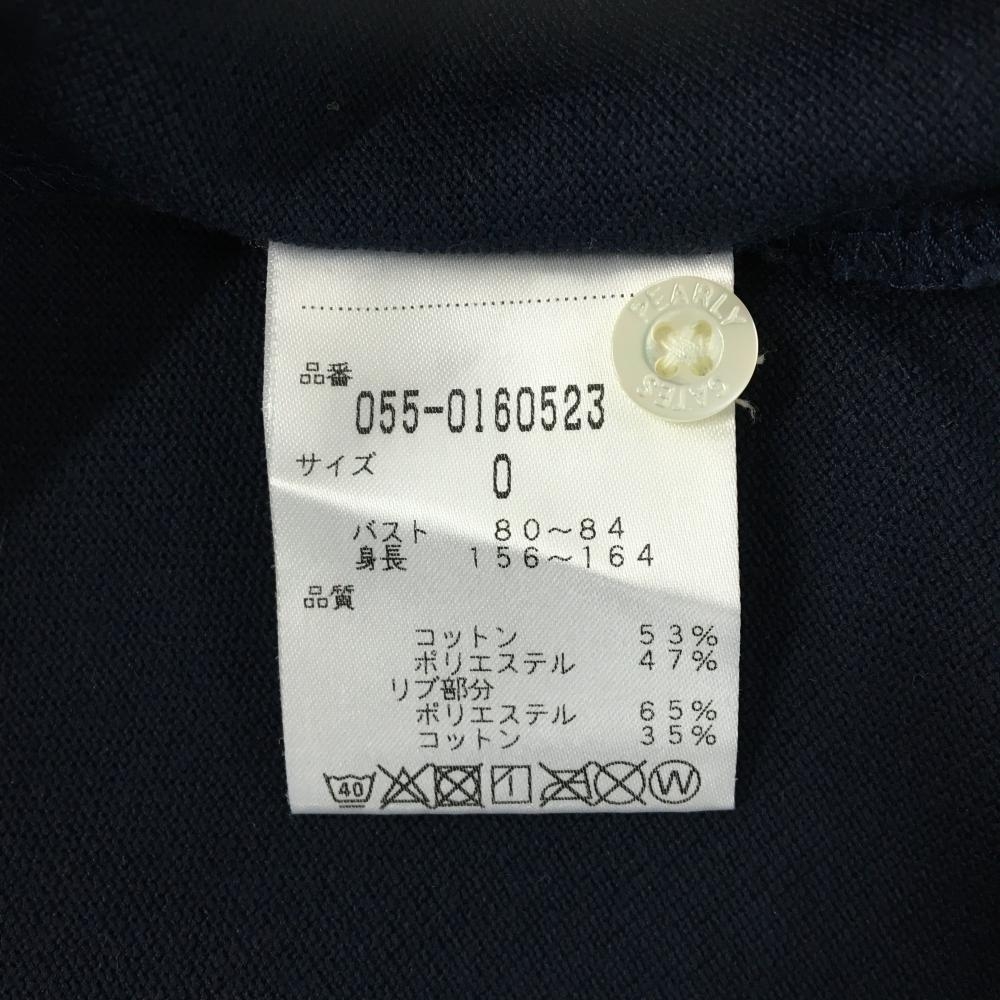 PEARLY
GATES
品番
055-0160523
サイズ
0
バスト 80～84
身長 156～164
品質
コットン 53%
ポリエステル 47%
リブ部分
ポリエステル 65%
コットン 35%
40
W